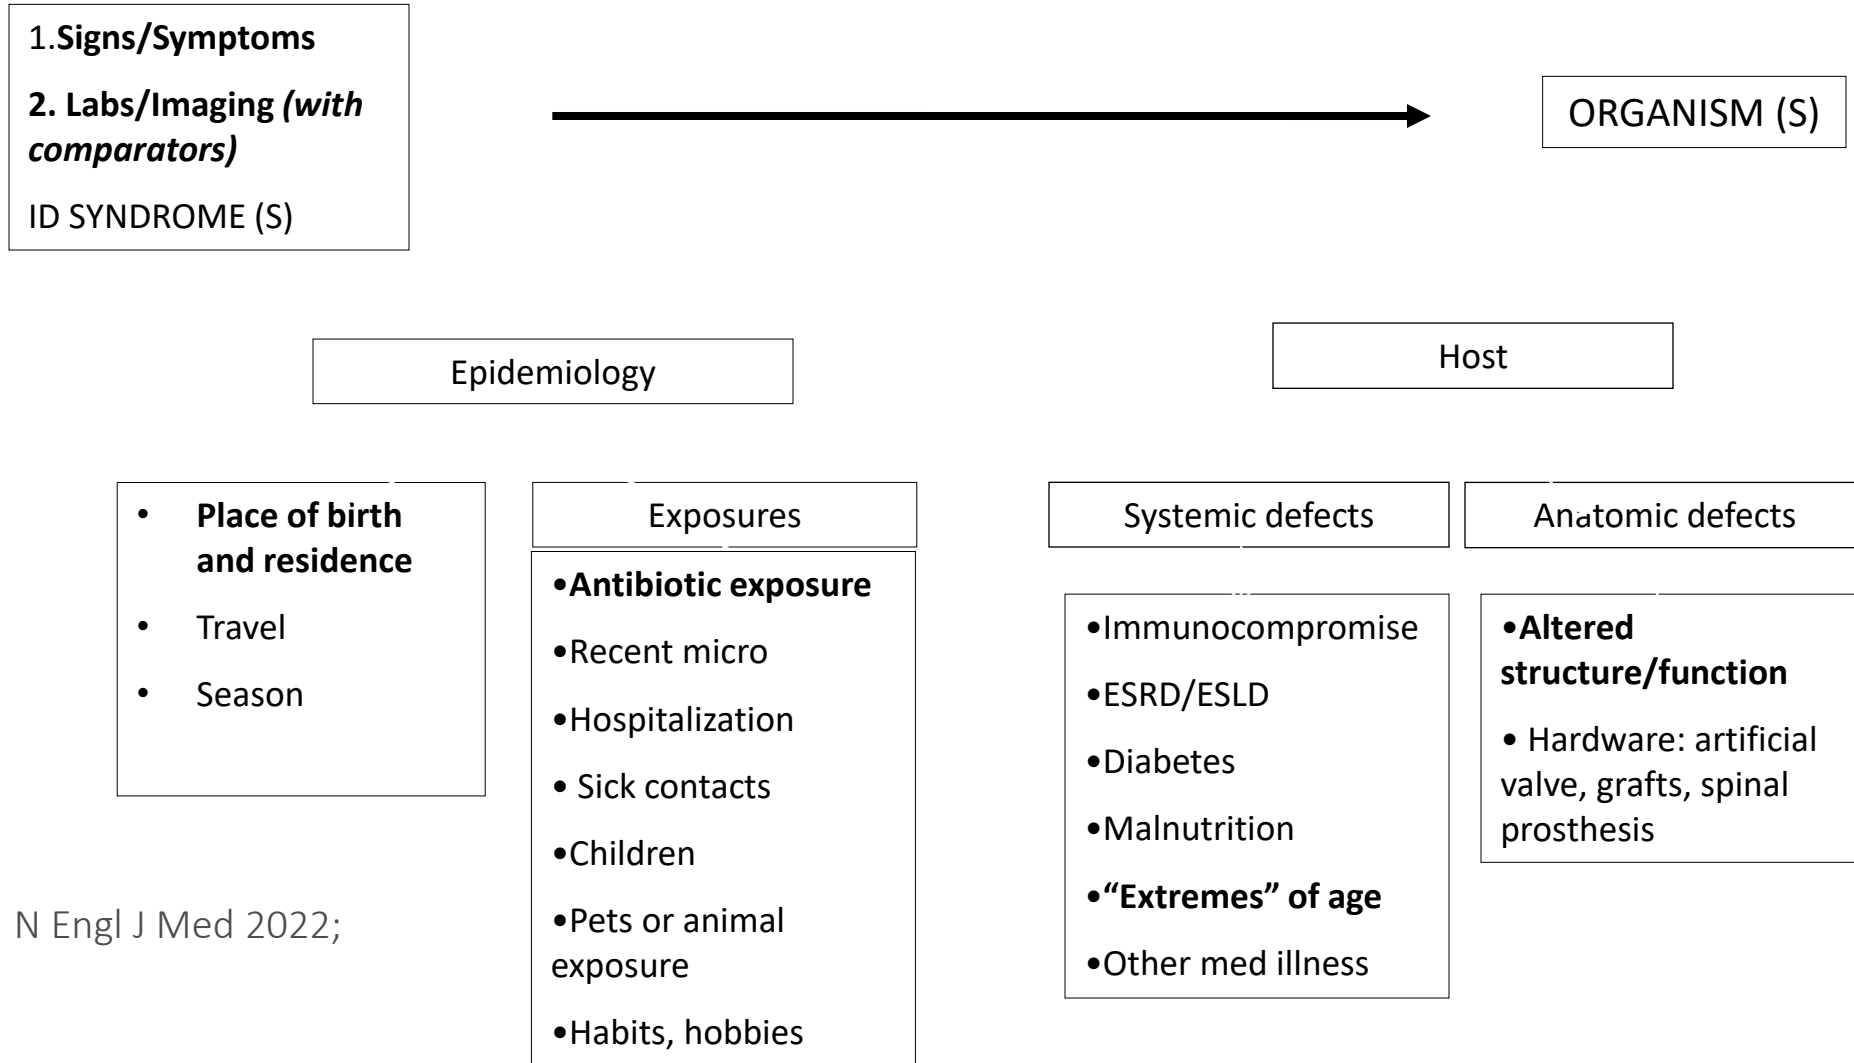 1.Signs/Symptoms
2. Labs/Imaging (with
comparators)
ID SYNDROME (S)
ORGANISM (S)
Epidemiology
Host
• Place of birth
and residence
• Travel
• Season
Exposures
•Antibiotic exposure
•Recent micro
•Hospitalization
• Sick contacts
•Children
•Pets or animal
exposure
•Habits, hobbies
Systemic defects
•Immunocompromise
•ESRD/ESLD
•Diabetes
•Malnutrition
•“Extremes” of age
•Other med illness
Anatomic defects
•Altered
structure/function
• Hardware: artificial
valve, grafts, spinal
prosthesis
N Engl J Med 2022;